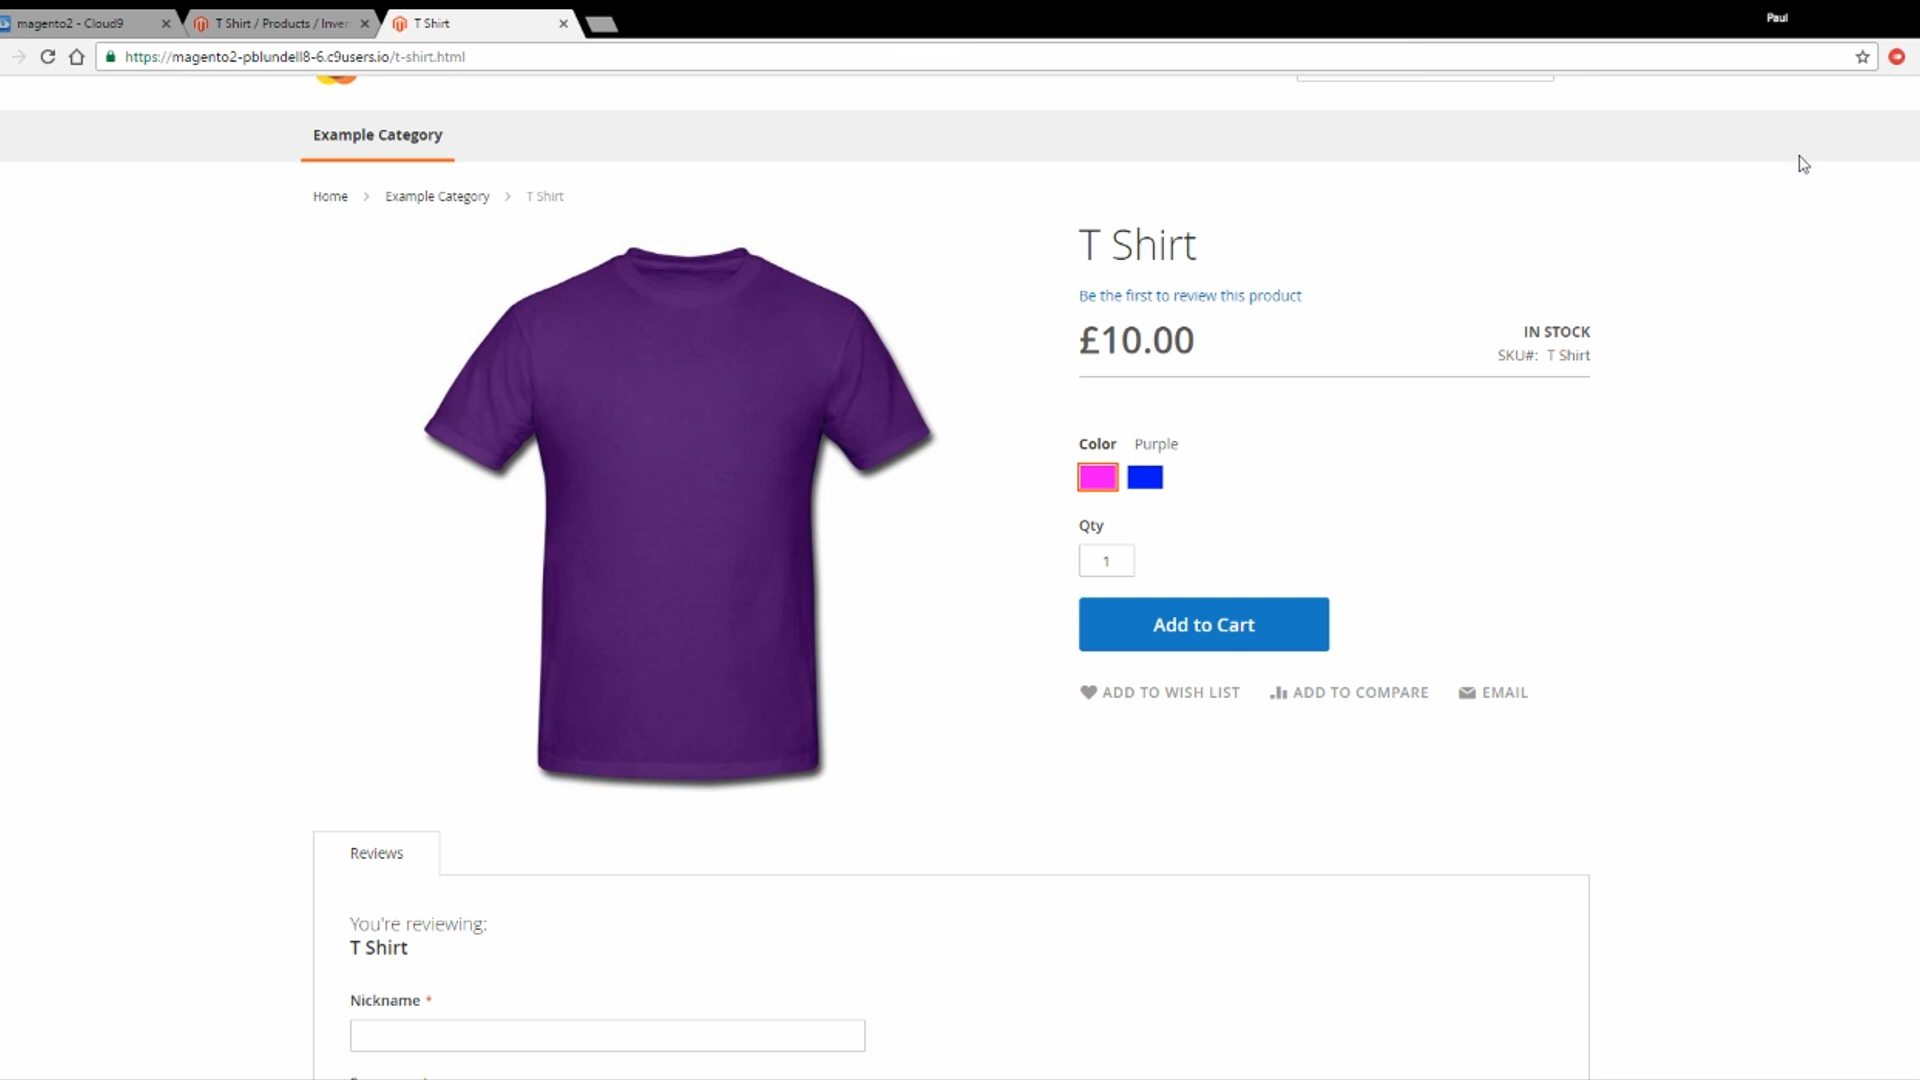 magento2 - Cloud9
T Shirt / Products / Inver
T Shirt
Paul
https://magento2-pblundell8-6.c9users.io/t-shirt.html
Example Category
Home > Example Category > T Shirt
T Shirt
Be the first to review this product
£10.00
IN STOCK
SKU#: T Shirt
Color Purple
Qty
1
Add to Cart
ADD TO WISH LIST ADD TO COMPARE EMAIL
Reviews
You're reviewing:
T Shirt
Nickname *